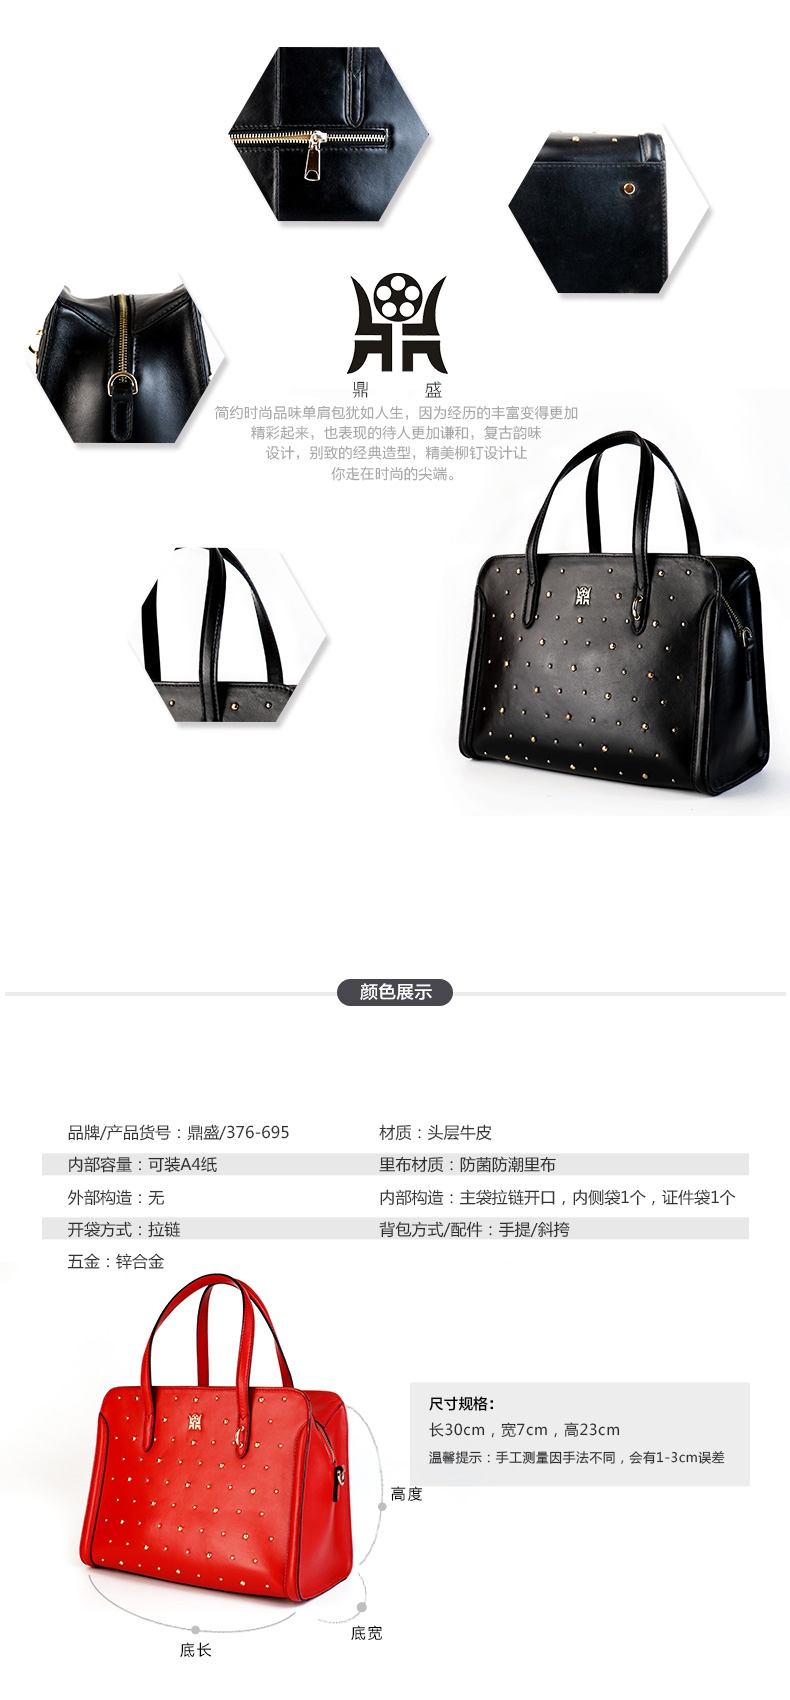 鼎 盛
简约时尚品味单肩包犹如人生，因为经历的丰富变得更加
精彩起来，也表现的待人更加谦和，复古韵味
设计，别致的经典造型，精美柳钉设计让
你走在时尚的尖端。
颜色展示
品牌/产品货号：鼎盛/376-695
材质：头层牛皮
内部容量：可装A4纸
里布材质：防菌防潮里布
外部构造：无
内部构造：主袋拉链开口，内侧袋1个，证件袋1个
开袋方式：拉链
背包方式/配件：手提/斜挎
五金：锌合金
尺寸规格：
长30cm，宽7cm，高23cm
温馨提示：手工测量因手法不同，会有1-3cm误差
高度
底宽
底长